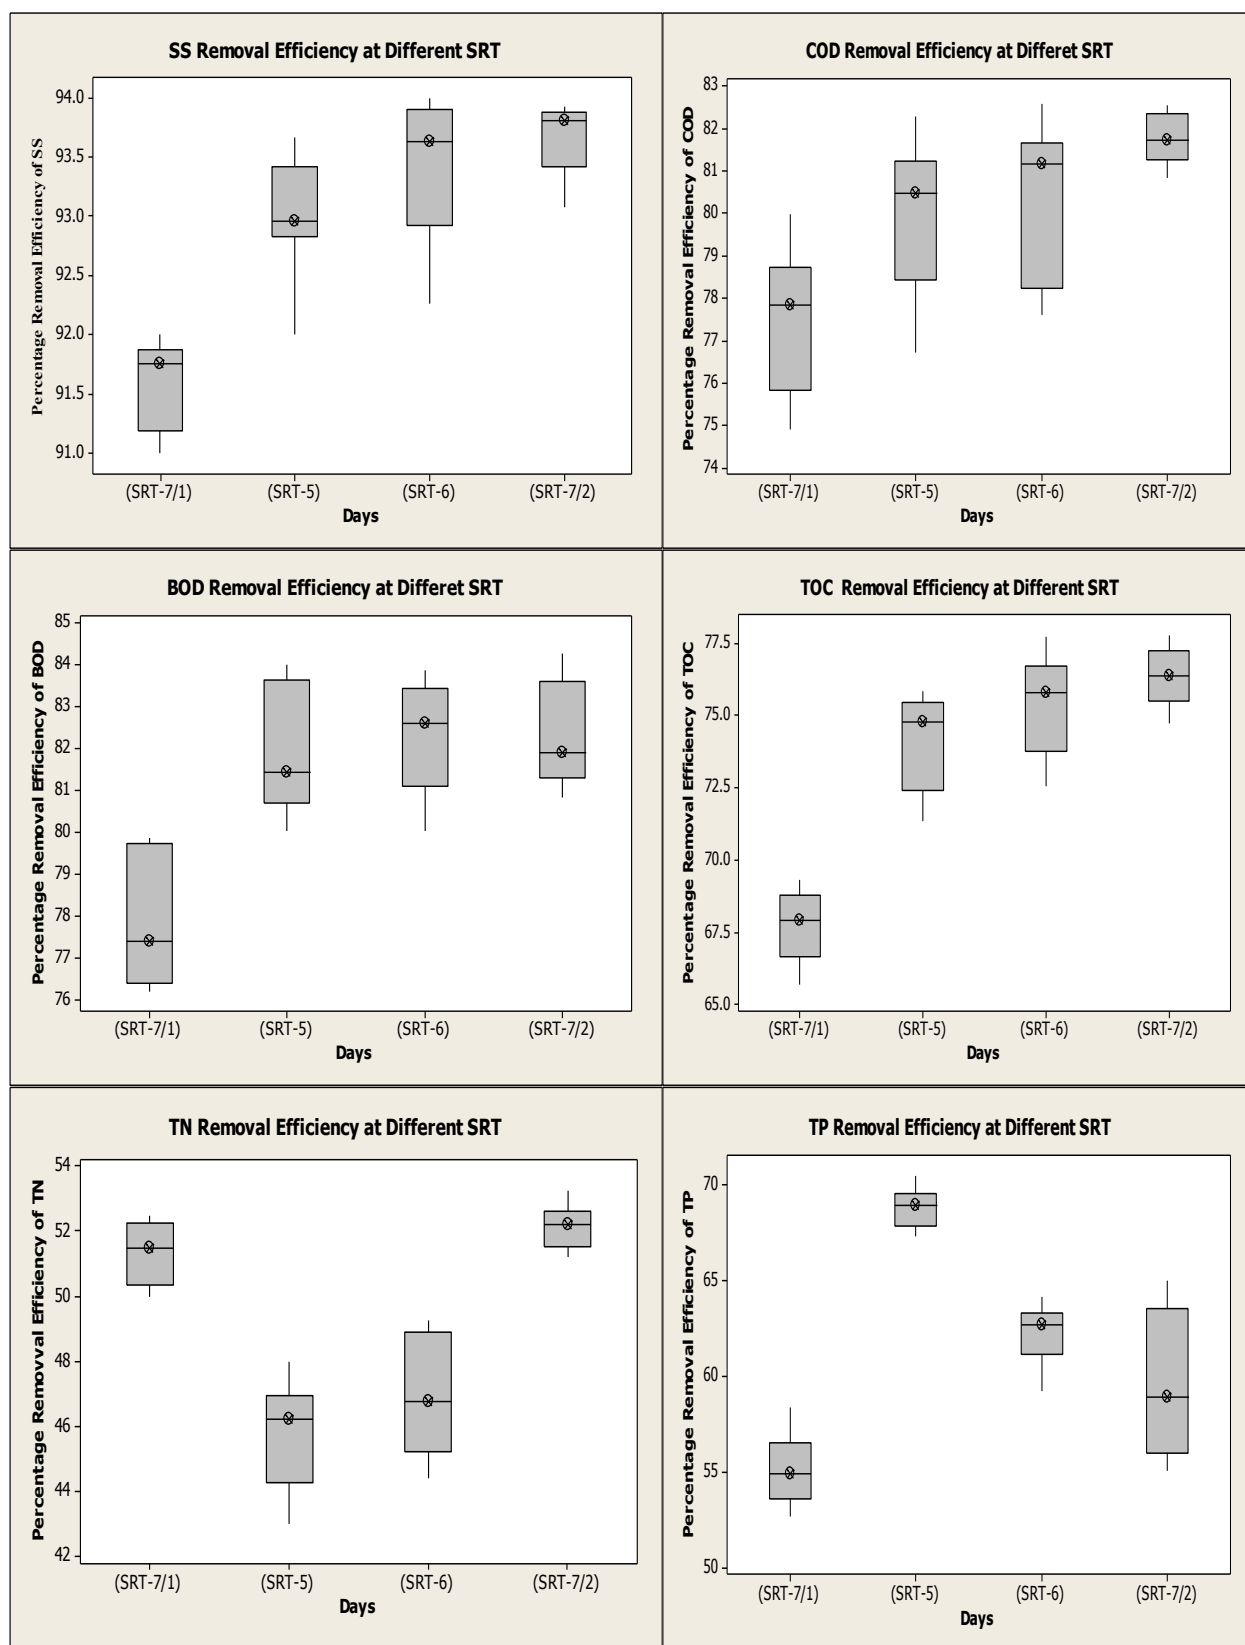 SS Removal Efficiency at Different SRT
Percentage Removal Efficiency of SS
94.0
93.5
93.0
92.5
92.0
91.5
91.0
(SRT-7/1) (SRT-5) (SRT-6) (SRT-7/2)
Days
COD Removal Efficiency at Differet SRT
Percentage Removal Efficiency of COD
83
82
81
80
79
78
77
76
75
74
(SRT-7/1) (SRT-5) (SRT-6) (SRT-7/2)
Days
BOD Removal Efficiency at Differet SRT
Percentage Removal Efficiency of BOD
85
84
83
82
81
80
79
78
77
76
(SRT-7/1) (SRT-5) (SRT-6) (SRT-7/2)
Days
TOC Removal Efficiency at Different SRT
Percentage Removal Efficiency of TOC
77.5
75.0
72.5
70.0
67.5
65.0
(SRT-7/1) (SRT-5) (SRT-6) (SRT-7/2)
Days
TN Removal Efficiency at Different SRT
Percentage Removval Efficiency of TN
54
52
50
48
46
44
42
(SRT-7/1) (SRT-5) (SRT-6) (SRT-7/2)
Days
TP Removal Efficiency at Different SRT
Percentage Removal Efficiency of TP
70
65
60
55
50
(SRT-7/1) (SRT-5) (SRT-6) (SRT-7/2)
Days